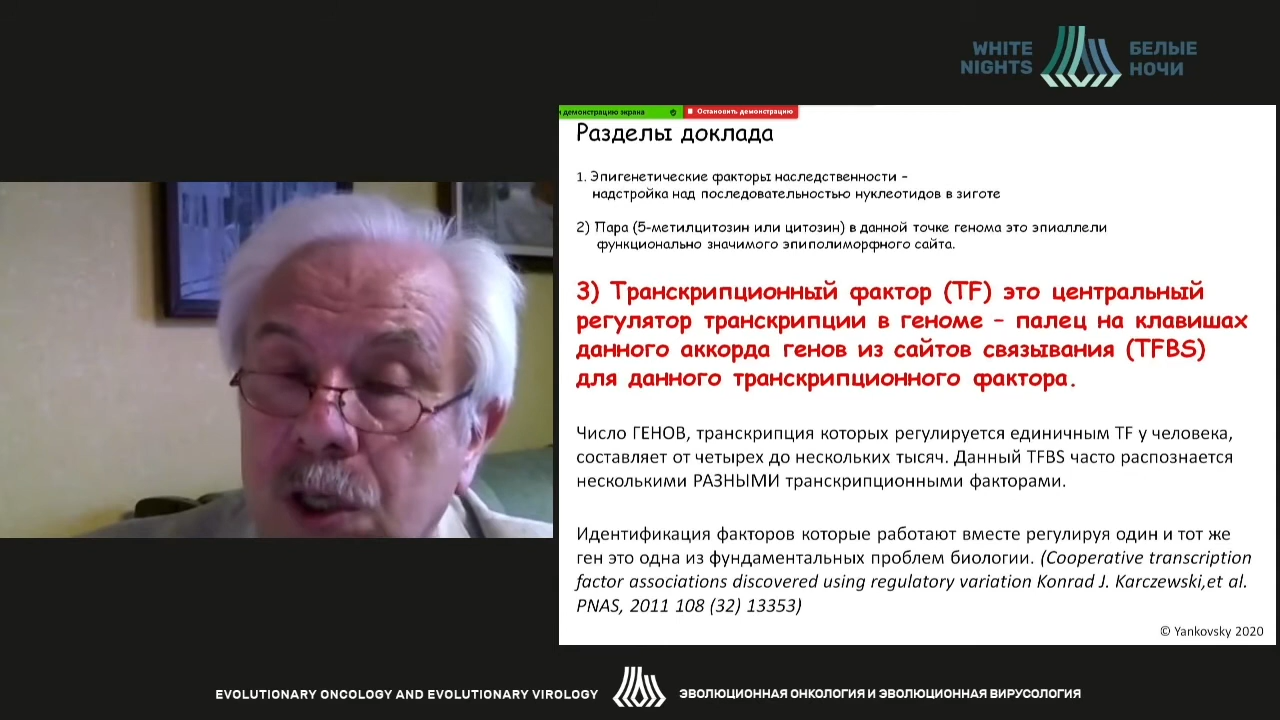 WHITE NIGHTS
БЕЛЫЕ НОЧИ
демонстрацию экрана
Остановить демонстрацию
Разделы доклада
1. Эпигенетические факторы наследственности –
надстройка над последовательностью нуклеотидов в зиготе
2) Пара (5-метилцитозин или цитозин) в данной точке генома это эпиаллели
функционально значимого эпиполиморфного сайта.
3) Транскрипционный фактор (TF) это центральный
регулятор транскрипции в геноме – палец на клавишах
данного аккорда генов из сайтов связывания (TFBS)
для данного транскрипционного фактора.
Число ГЕНОВ, транскрипция которых регулируется единичным TF у человека,
составляет от четырех до нескольких тысяч. Данный TFBS часто распознается
несколькими РАЗНЫМИ транскрипционными факторами.
Идентификация факторов которые работают вместе регулируя один и тот же
ген это одна из фундаментальных проблем биологии. (Cooperative transcription
factor associations discovered using regulatory variation Konrad J. Karczewski,et al.
PNAS, 2011 108 (32) 13353)
© Yankovsky 2020
EVOLUTIONARY ONCOLOGY AND EVOLUTIONARY VIROLOGY
ЭВОЛЮЦИОННАЯ ОНКОЛОГИЯ И ЭВОЛЮЦИОННАЯ ВИРУСОЛОГИЯ